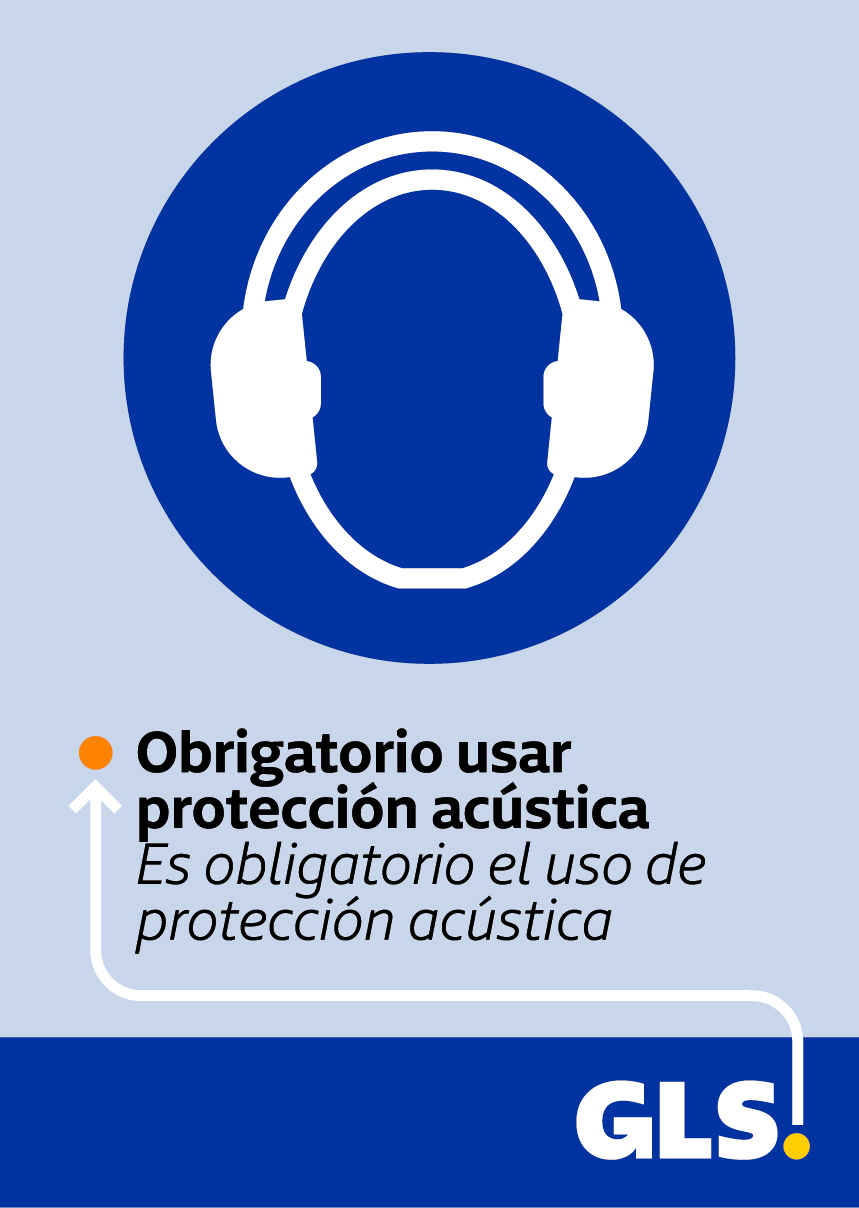 Obrigatorio usar
protección acústica
Es obligatorio el uso de
protección acústica
GLS.